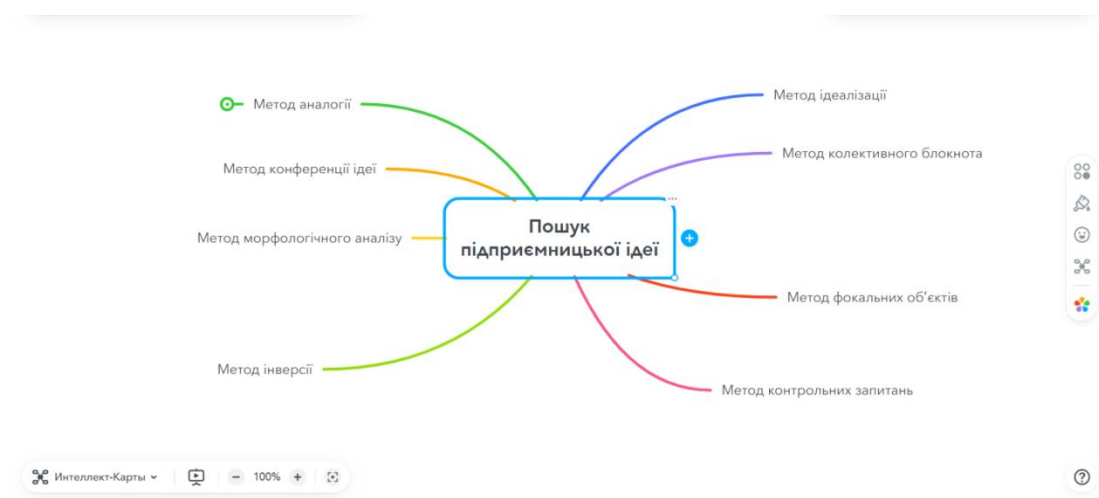 Метод аналогії
Метод ідеалізації
Метод конференції ідеї
Метод колективного блокнота
Пошук
підприємницької ідеї
Метод морфологічного аналізу
Метод фокальних об'єктів
Метод інверсії
Метод контрольних запитань
Интеллект-Карты
100%